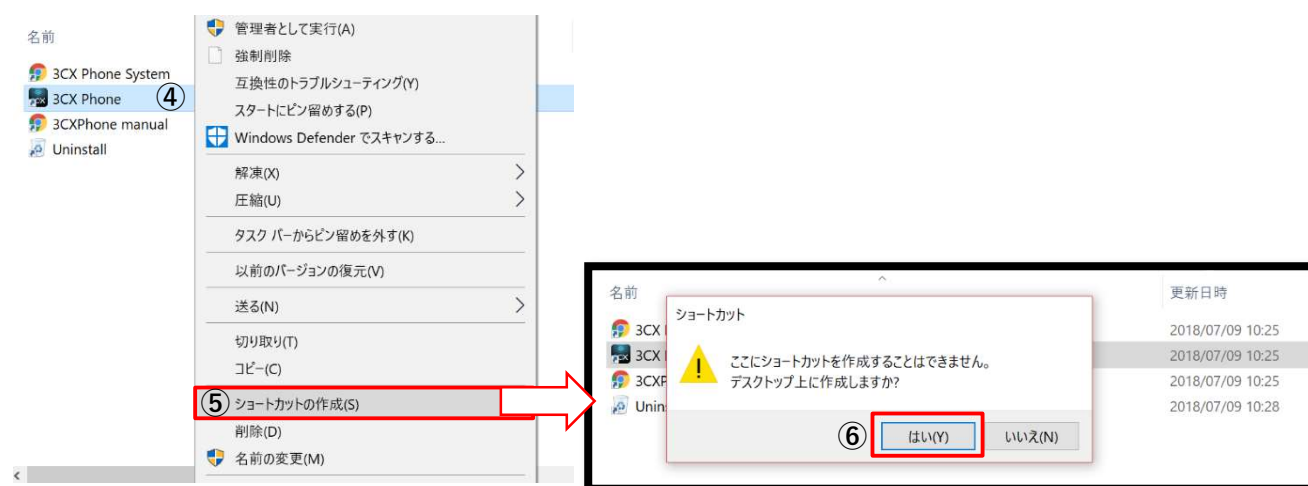 名前
3CX Phone System
3CX Phone
④
3CXPhone manual
Uninstall
管理者として実行(A)
強制削除
互換性のトラブルシューティング(Y)
スタートにピン留めする(P)
Windows Defender でスキャンする...
解凍(X)
圧縮(U)
タスク バーからピン留めを外す(K)
以前のバージョンの復元(V)
送る(N)
切り取り(T)
コピー(C)
⑤ ショートカットの作成(S)
削除(D)
名前の変更(M)
名前
更新日時
3CX
2018/07/09 10:25
3CX
2018/07/09 10:25
3CXP
2018/07/09 10:25
Unins
2018/07/09 10:28
ショートカット
ここにショートカットを作成することはできません。
デスクトップ上に作成しますか?
⑥ はい(Y) いいえ(N)